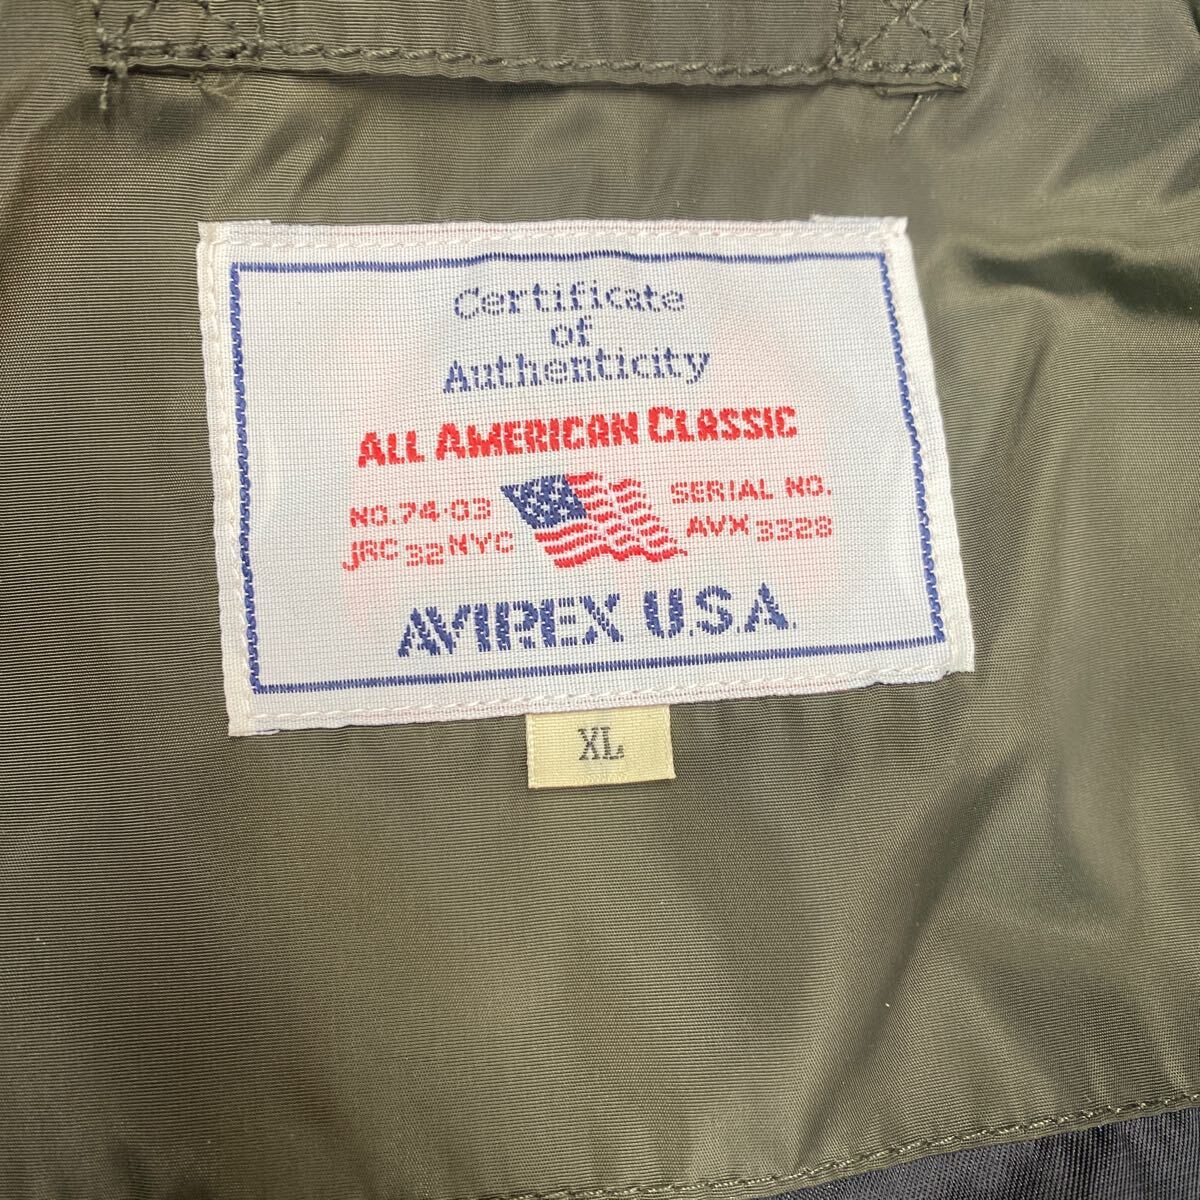 Certificate
of
Authenticity
ALL AMERICAN CLASSIC
NO.74-03
JRC 32 NYC
SERIAL NO.
AVX 3328
AVIREX U.S.A.
XL